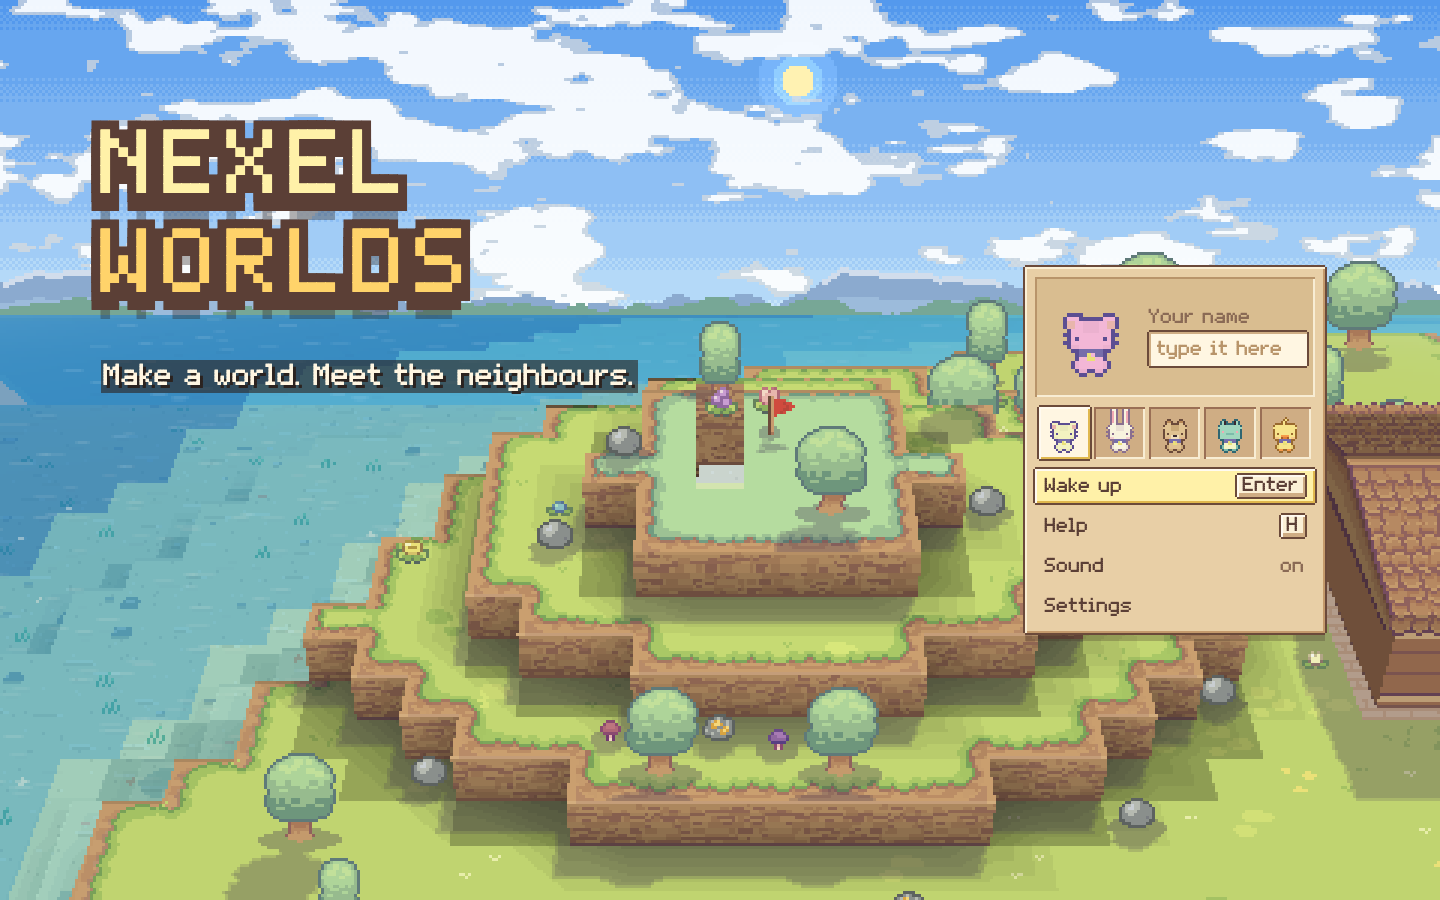 NEXEL
WORLDS
Make a world. Meet the neighbours.
Your name
type it here
Wake up Enter
Help H
Sound on
Settings